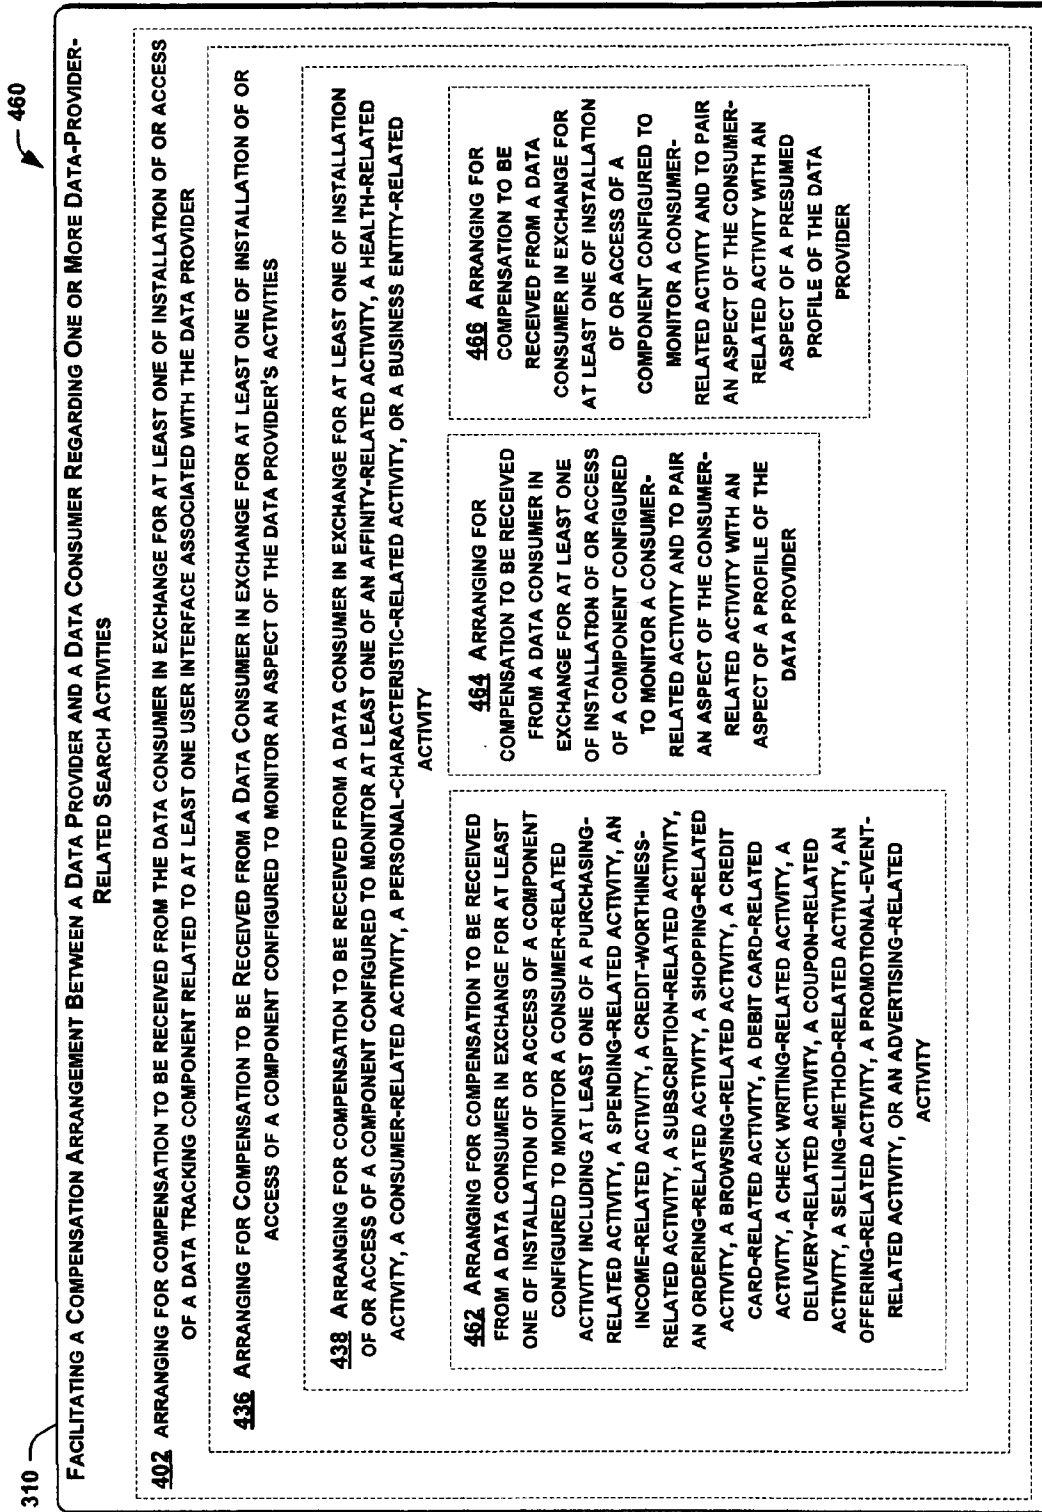 310
460
FACILITATING A COMPENSATION ARRANGEMENT BETWEEN A DATA PROVIDER AND A DATA CONSUMER REGARDING ONE OR MORE DATA-PROVIDER-
RELATED SEARCH ACTIVITIES
402 ARRANGING FOR COMPENSATION TO BE RECEIVED FROM THE DATA CONSUMER IN EXCHANGE FOR AT LEAST ONE OF INSTALLATION OF OR ACCESS
OF A DATA TRACKING COMPONENT RELATED TO AT LEAST ONE USER INTERFACE ASSOCIATED WITH THE DATA PROVIDER
436 ARRANGING FOR COMPENSATION TO BE RECEIVED FROM A DATA CONSUMER IN EXCHANGE FOR AT LEAST ONE OF INSTALLATION OF OR
ACCESS OF A COMPONENT CONFIGURED TO MONITOR AN ASPECT OF THE DATA PROVIDER'S ACTIVITIES
438 ARRANGING FOR COMPENSATION TO BE RECEIVED FROM A DATA CONSUMER IN EXCHANGE FOR AT LEAST ONE OF INSTALLATION
OF OR ACCESS OF A COMPONENT CONFIGURED TO MONITOR AT LEAST ONE OF AN AFFINITY-RELATED ACTIVITY, A HEALTH-RELATED
ACTIVITY, A CONSUMER-RELATED ACTIVITY, A PERSONAL-CHARACTERISTIC-RELATED ACTIVITY, OR A BUSINESS ENTITY-RELATED
ACTIVITY
462 ARRANGING FOR COMPENSATION TO BE RECEIVED
FROM A DATA CONSUMER IN EXCHANGE FOR AT LEAST
ONE OF INSTALLATION OF OR ACCESS OF A COMPONENT
CONFIGURED TO MONITOR A CONSUMER-RELATED
ACTIVITY INCLUDING AT LEAST ONE OF A PURCHASING-
RELATED ACTIVITY, A SPENDING-RELATED ACTIVITY, AN
INCOME-RELATED ACTIVITY, A CREDIT-WORTHINESS-
RELATED ACTIVITY, A SUBSCRIPTION-RELATED ACTIVITY,
AN ORDERING-RELATED ACTIVITY, A SHOPPING-RELATED
ACTIVITY, A BROWSING-RELATED ACTIVITY, A CREDIT
CARD-RELATED ACTIVITY, A DEBIT CARD-RELATED
ACTIVITY, A CHECK WRITING-RELATED ACTIVITY, A
DELIVERY-RELATED ACTIVITY, A COUPON-RELATED
ACTIVITY, A SELLING-METHOD-RELATED ACTIVITY, AN
OFFERING-RELATED ACTIVITY, A PROMOTIONAL-EVENT-
RELATED ACTIVITY, OR AN ADVERTISING-RELATED
ACTIVITY
464 ARRANGING FOR
COMPENSATION TO BE RECEIVED
FROM A DATA CONSUMER IN
EXCHANGE FOR AT LEAST ONE
OF INSTALLATION OF OR ACCESS
OF A COMPONENT CONFIGURED
TO MONITOR A CONSUMER-
RELATED ACTIVITY AND TO PAIR
AN ASPECT OF THE CONSUMER-
RELATED ACTIVITY WITH AN
ASPECT OF A PROFILE OF THE
DATA PROVIDER
466 ARRANGING FOR
COMPENSATION TO BE
RECEIVED FROM A DATA
CONSUMER IN EXCHANGE FOR
AT LEAST ONE OF INSTALLATION
OF OR ACCESS OF A
COMPONENT CONFIGURED TO
MONITOR A CONSUMER-
RELATED ACTIVITY AND TO PAIR
AN ASPECT OF THE CONSUMER-
RELATED ACTIVITY WITH AN
ASPECT OF A PRESUMED
PROFILE OF THE DATA
PROVIDER